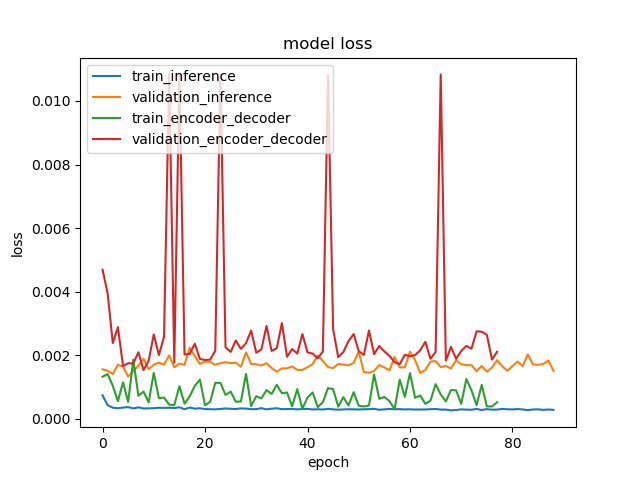 model loss
train_inference
validation_inference
train_encoder_decoder
validation_encoder_decoder
loss
0.010
0.008
0.006
0.004
0.002
0.000
0 20 40 60 80
epoch